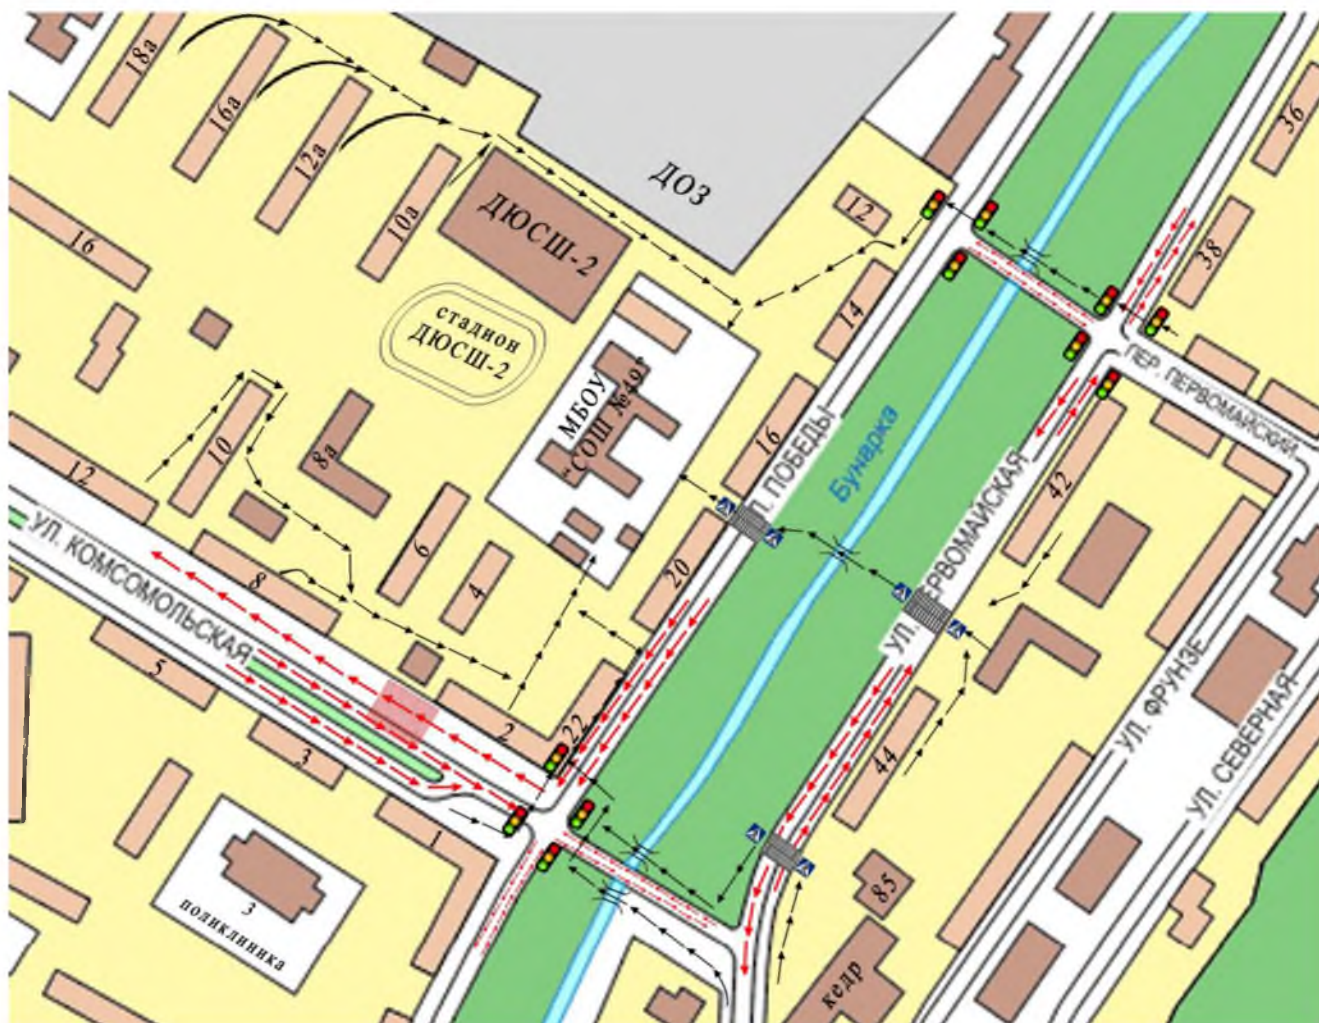 18а
16а
12а
10а
ДЮСШ-2
ДОЗ
12
36
38
16
14
стадион
ДЮСШ-2
МБОУ
"СОШ №49"
ПЕР. ПЕРВОМАЙСКИЙ
16
УЛ. ПОБЕДЫ
Бунарка
42
12
10
8а
УЛ. КОМСОМОЛЬСКАЯ
8
6
4
20
УЛ. ПЕРВОМАЙСКАЯ
5
3
2
22
44
УЛ. ФРУНЗЕ
УЛ. СЕВЕРНАЯ
1
3
поликлиника
85
кедр